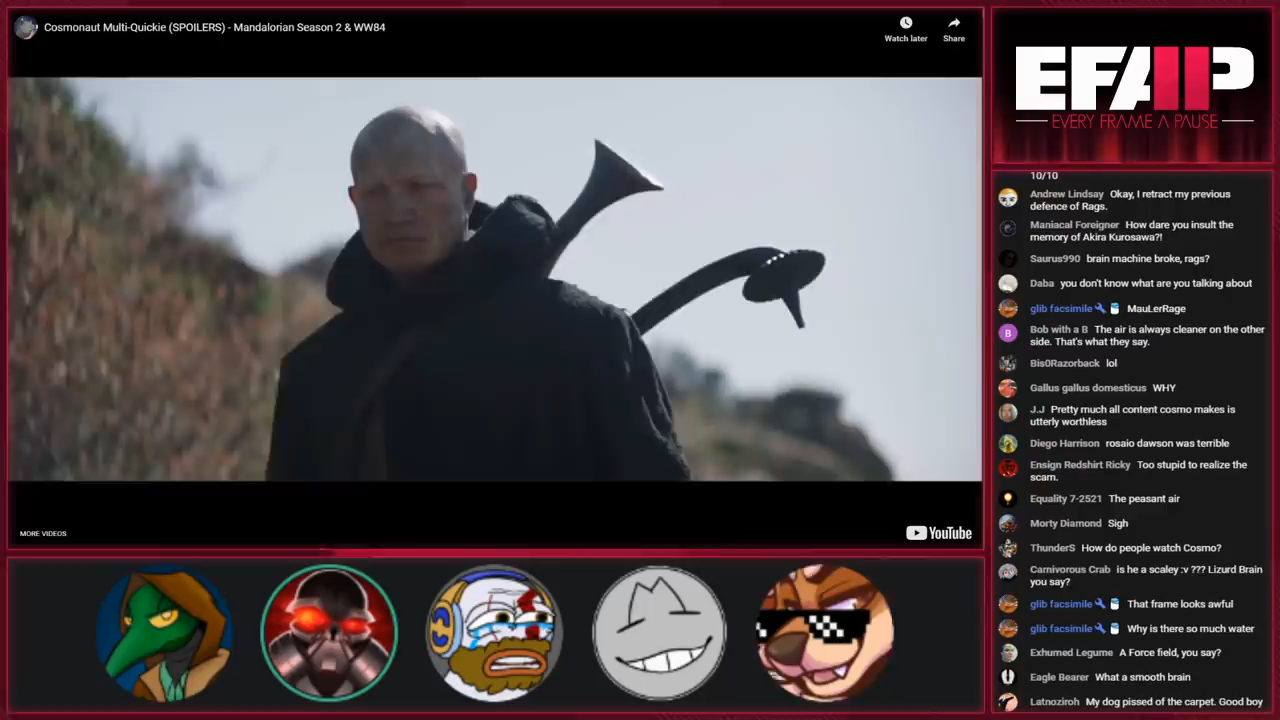 Cosmonaut Multi-Quickie (SPOILERS) - Mandalorian Season 2 & WW84
Watch later
Share
MORE VIDEOS
YouTube
EFAP
EVERY FRAME A PAUSE
10/10
Andrew Lindsay Okay, I retract my previous
defence of Rags.
Maniacal Foreigner How dare you insult the
memory of Akira Kurosawa?!
Saurus990 brain machine broke, rags?
Daba you don't know what are you talking about
glib facsimile MauLerRage
B
Bob with a B The air is always cleaner on the other
side. That's what they say.
Bis0Razorback lol
Gallus gallus domesticus WHY
J.J Pretty much all content cosmo makes is
utterly worthless
Diego Harrison rosaio dawson was terrible
Ensign Redshirt Ricky Too stupid to realize the
scam.
Equality 7-2521 The peasant air
Morty Diamond Sigh
ThunderS How do people watch Cosmo?
Carnivorous Crab is he a scaley :v ??? Lizurd Brain
you say?
glib facsimile That frame looks awful
glib facsimile Why is there so much water
Exhumed Legume A Force field, you say?
Eagle Bearer What a smooth brain
Latnoziroh My dog pissed of the carpet. Good boy